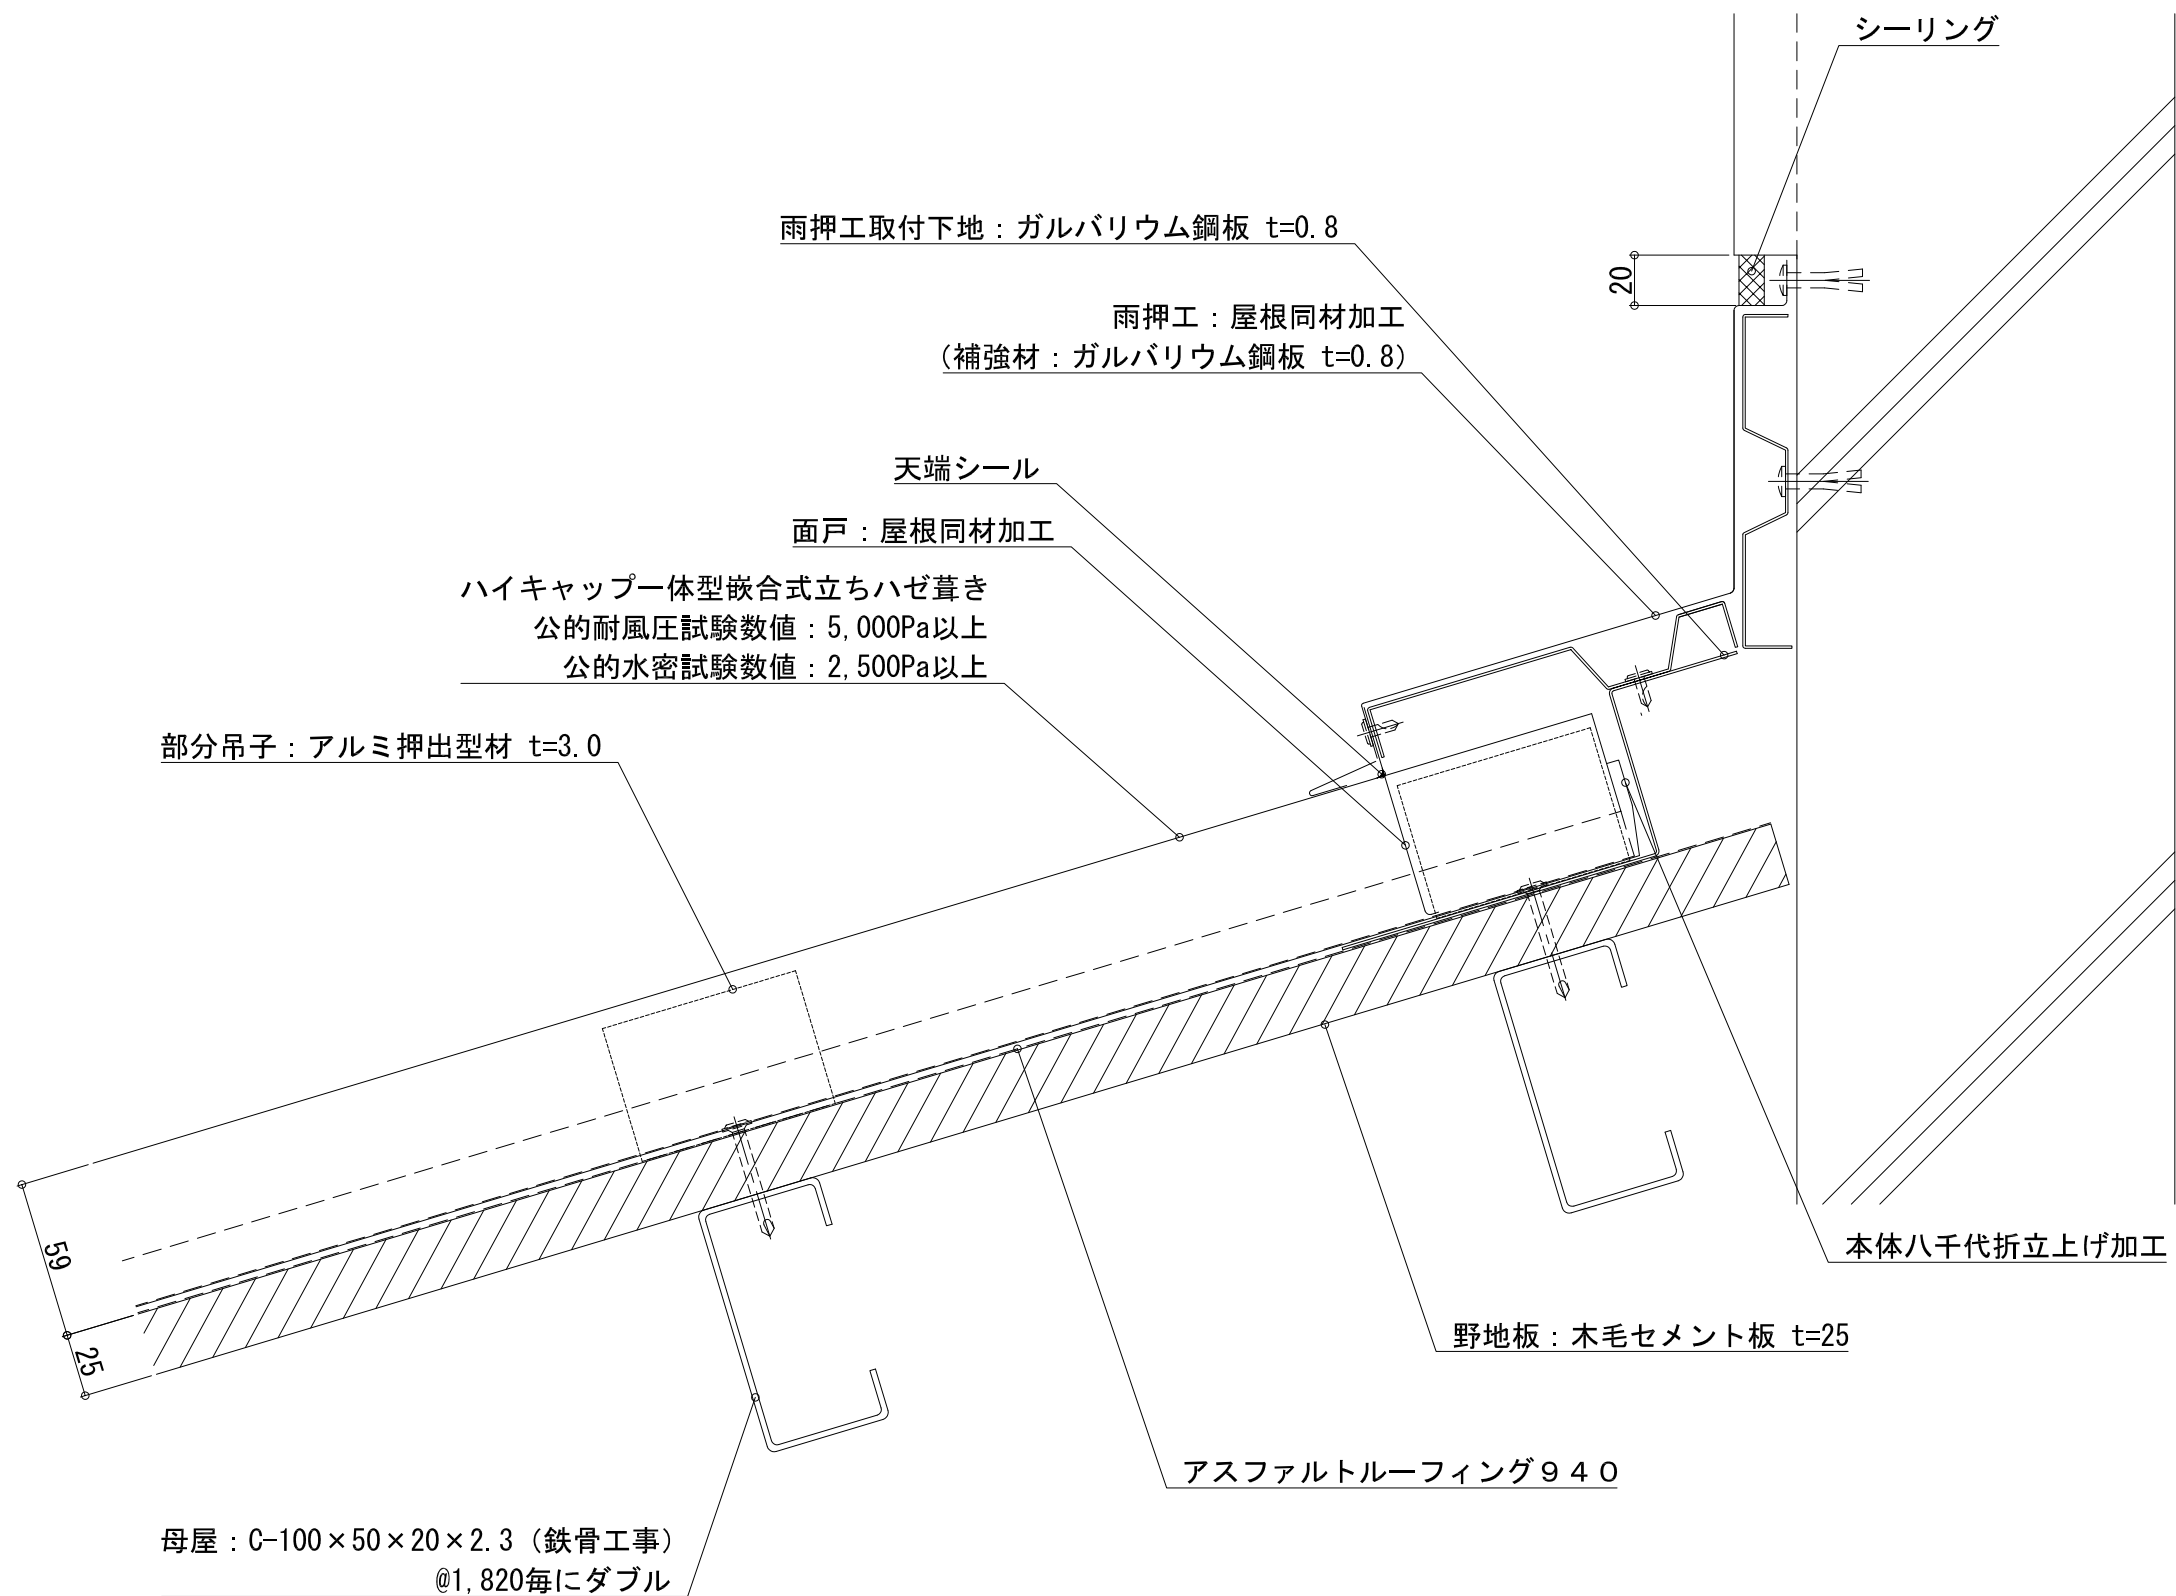 シーリング
雨押工取付下地：ガルバリウム鋼板 t=0.8
20
雨押工：屋根同材加工
(補強材：ガルバリウム鋼板 t=0.8)
天端シール
面戸：屋根同材加工
ハイキャップ一体型嵌合式立ちハゼ葺き
公的耐風圧試験数値：5,000Pa以上
公的水密試験数値：2,500Pa以上
部分吊子：アルミ押出型材 t=3.0
59
25
本体八千代折立上げ加工
野地板：木毛セメント板 t=25
アスファルトルーフィング９４０
母屋：C-100×50×20×2.3（鉄骨工事）
@1,820毎にダブル